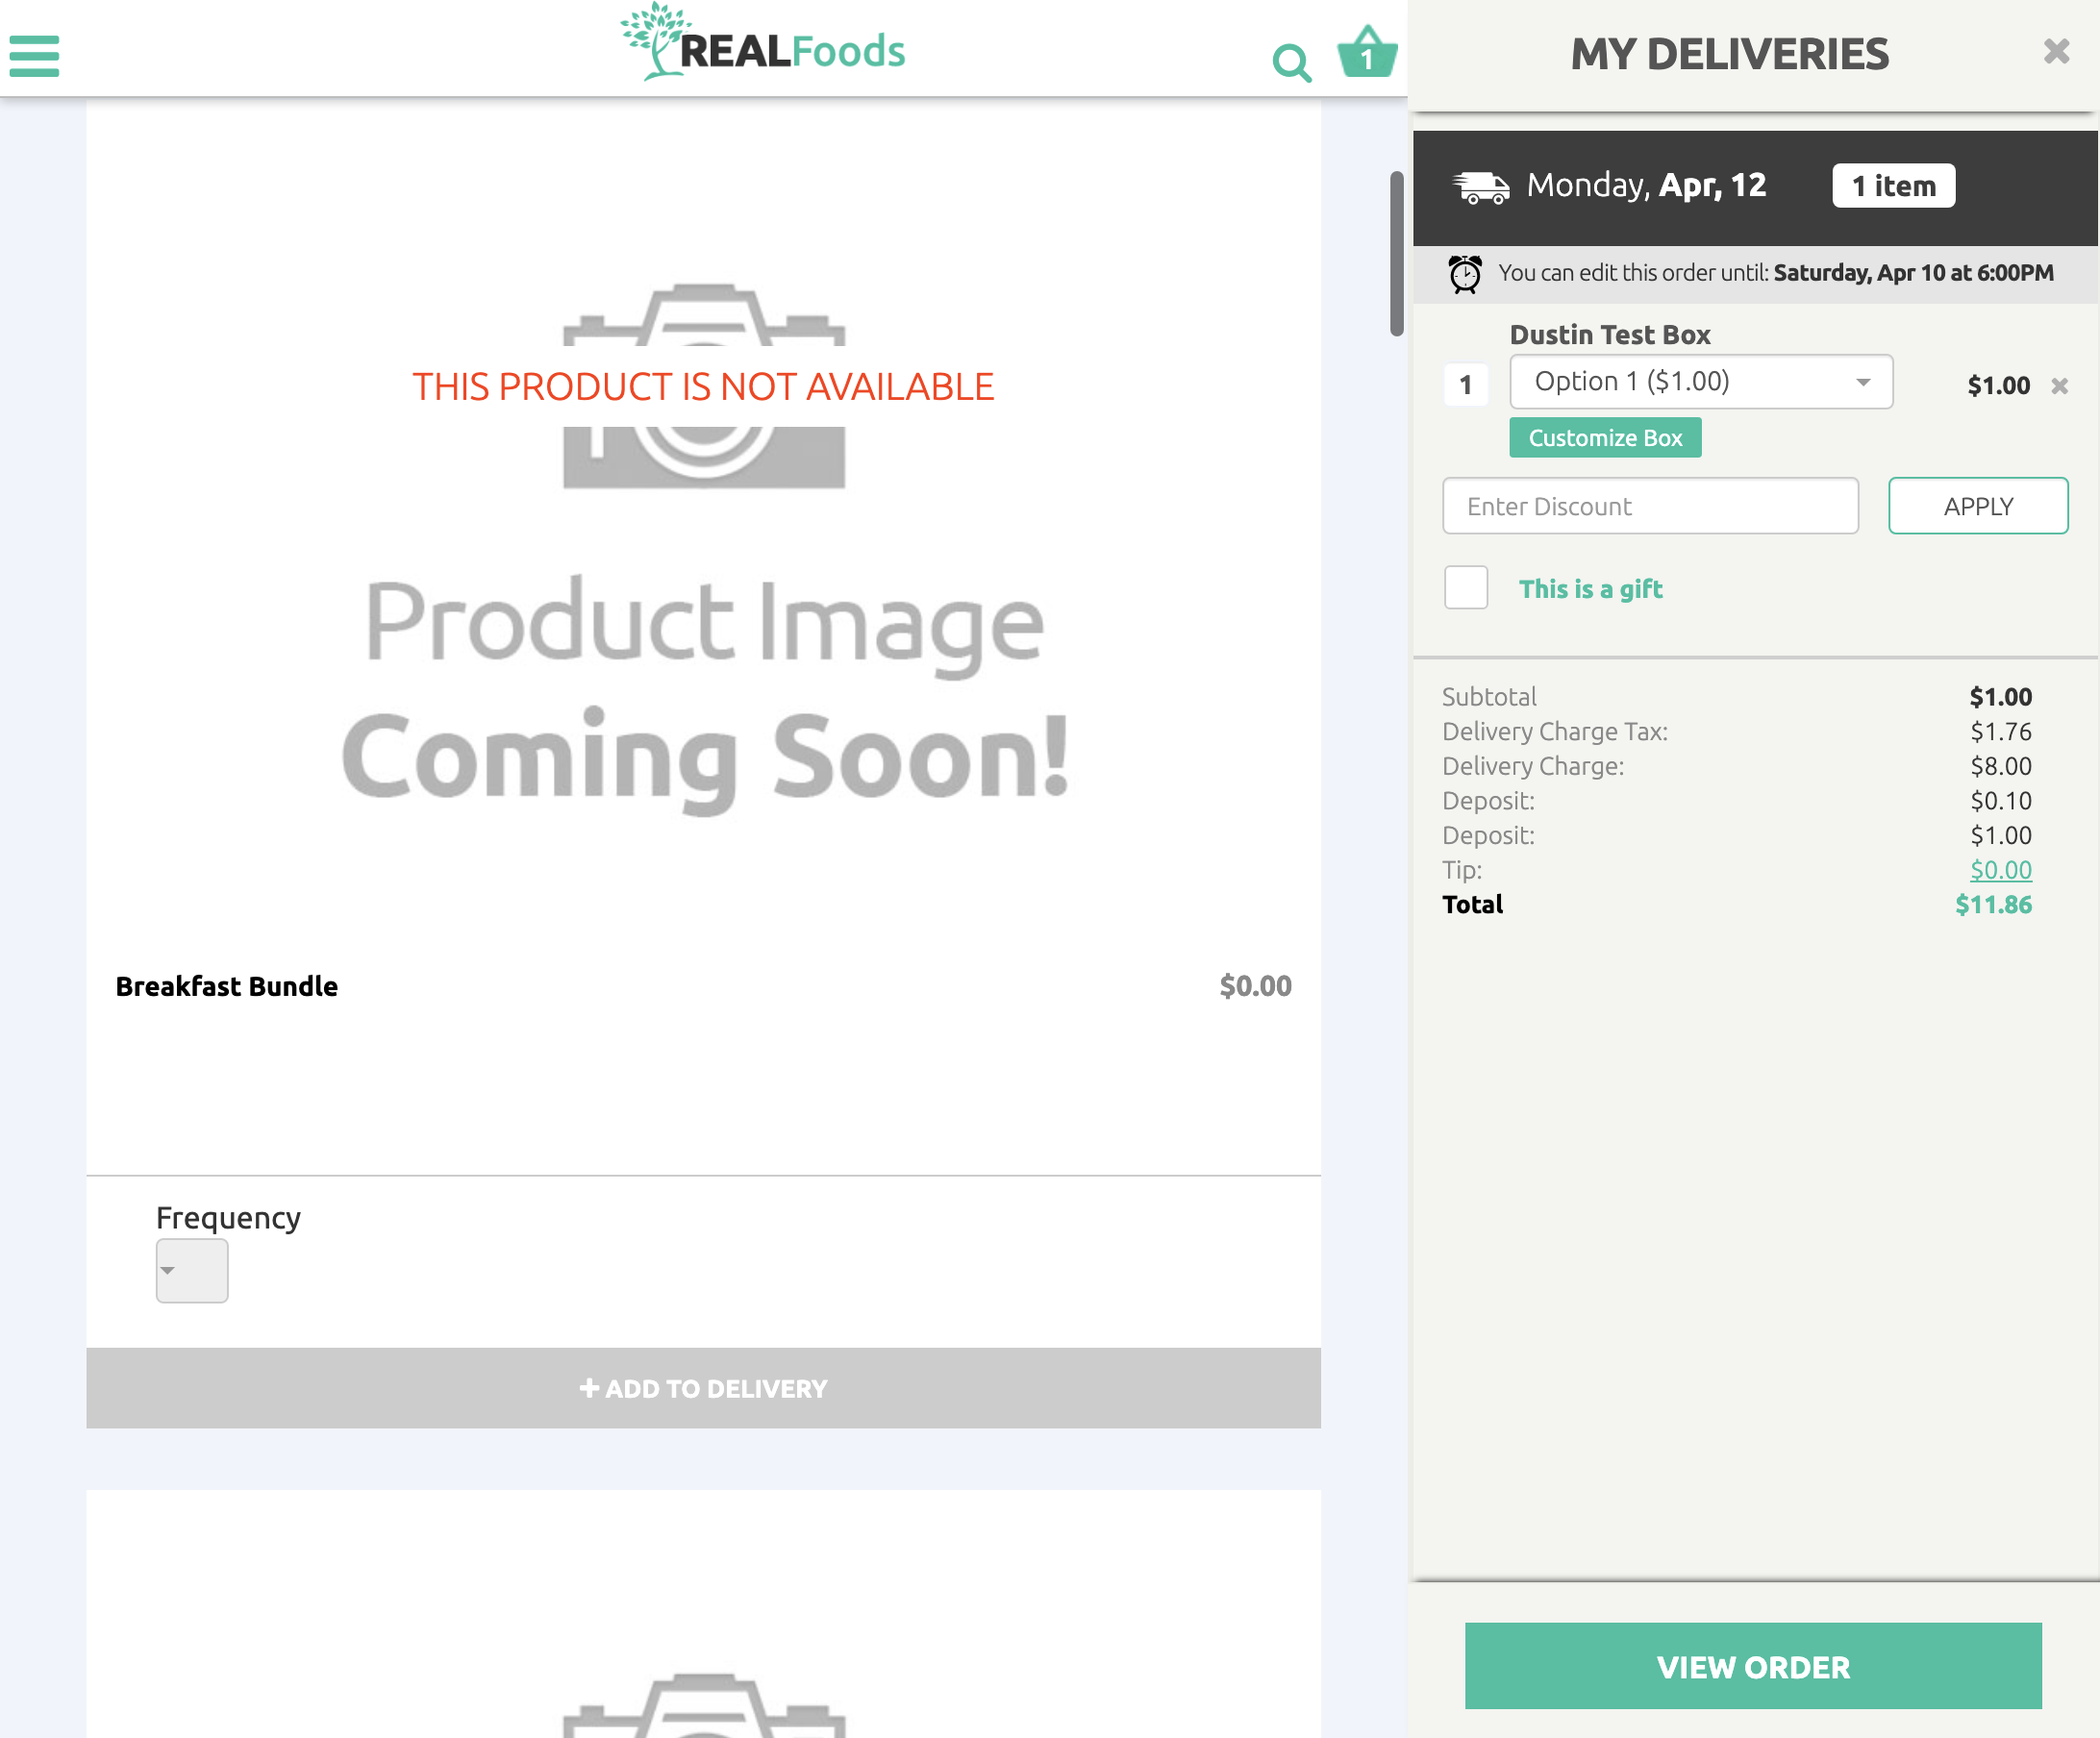 REALFoods
1
THIS PRODUCT IS NOT AVAILABLE
Product Image
Coming Soon!
Breakfast Bundle $0.00
Frequency
+ ADD TO DELIVERY
MY DELIVERIES
Monday, Apr, 12 1 item
You can edit this order until: Saturday, Apr 10 at 6:00PM
Dustin Test Box
1 Option 1 ($1.00) $1.00
Customize Box
Enter Discount APPLY
This is a gift
Subtotal $1.00
Delivery Charge Tax: $1.76
Delivery Charge: $8.00
Deposit: $0.10
Deposit: $1.00
Tip: $0.00
Total $11.86
VIEW ORDER